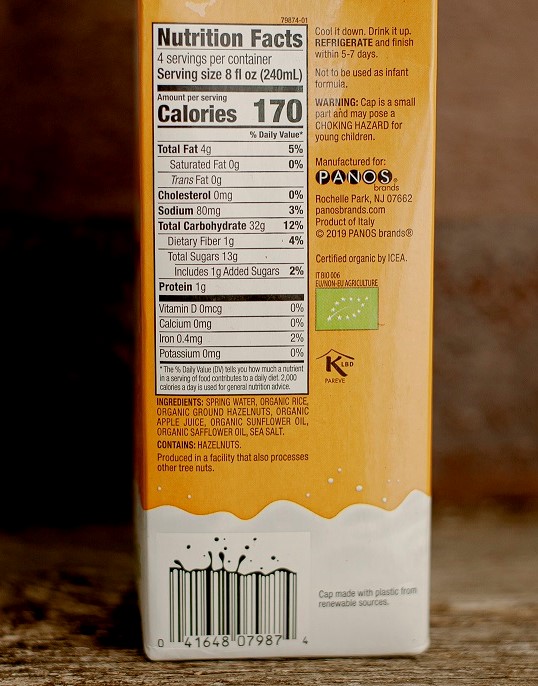 79874-01
Nutrition Facts
4 servings per container
Serving size 8 fl oz (240mL)
Amount per serving
Calories 170
% Daily Value*
Total Fat 4g 5%
Saturated Fat 0g 0%
Trans Fat 0g
Cholesterol 0mg 0%
Sodium 80mg 3%
Total Carbohydrate 32g 12%
Dietary Fiber 1g 4%
Total Sugars 13g
Includes 1g Added Sugars 2%
Protein 1g
Vitamin D 0mcg 0%
Calcium 0mg 0%
Iron 0.4mg 2%
Potassium 0mg 0%
* The % Daily Value (DV) tells you how much a nutrient
in a serving of food contributes to a daily diet. 2,000
calories a day is used for general nutrition advice.
INGREDIENTS: SPRING WATER, ORGANIC RICE,
ORGANIC GROUND HAZELNUTS, ORGANIC
APPLE JUICE, ORGANIC SUNFLOWER OIL,
ORGANIC SAFFLOWER OIL, SEA SALT.
CONTAINS: HAZELNUTS.
Produced in a facility that also processes
other tree nuts.
Cool it down. Drink it up.
REFRIGERATE and finish
within 5-7 days.
Not to be used as infant
formula.
WARNING: Cap is a small
part and may pose a
CHOKING HAZARD for
young children.
Manufactured for:
PANOS®
brands
Rochelle Park, NJ 07662
panosbrands.com
Product of Italy
© 2019 PANOS brands®
Certified organic by ICEA.
IT BIO 006
EU/NON-EU AGRICULTURE
K LBD
PAREVE
0 41648 07987 4
Cap made with plastic from
renewable sources.